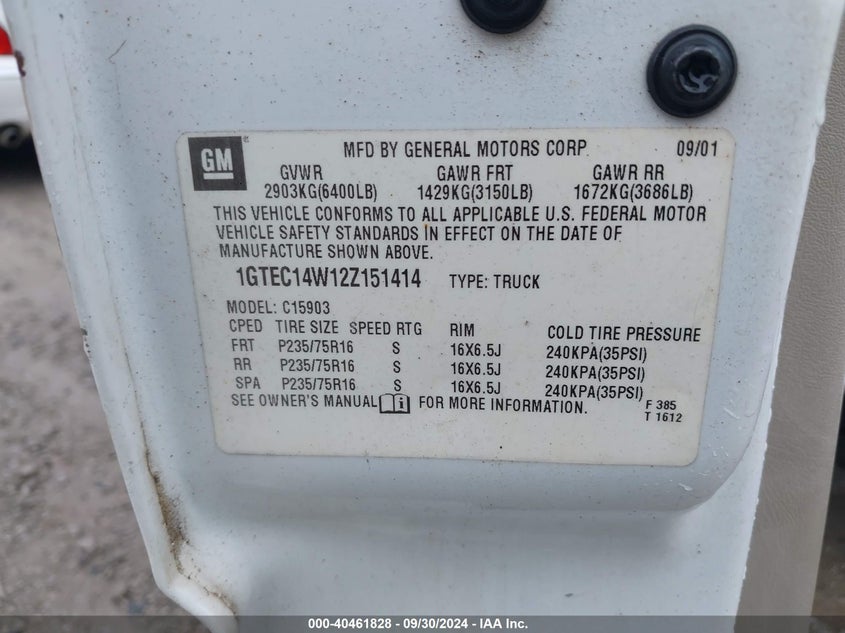 GM
MFD BY GENERAL MOTORS CORP 09/01
GVWR GAWR FRT GAWR RR
2903KG(6400LB) 1429KG(3150LB) 1672KG(3686LB)
THIS VEHICLE CONFORMS TO ALL APPLICABLE U.S. FEDERAL MOTOR
VEHICLE SAFETY STANDARDS IN EFFECT ON THE DATE OF
MANUFACTURE SHOWN ABOVE.
1GTEC14W12Z151414 TYPE: TRUCK
MODEL: C15903
CPED TIRE SIZE SPEED RTG RIM COLD TIRE PRESSURE
FRT P235/75R16 S 16X6.5J 240KPA(35PSI)
RR P235/75R16 S 16X6.5J 240KPA(35PSI)
SPA P235/75R16 S 16X6.5J 240KPA(35PSI)
SEE OWNER'S MANUAL i FOR MORE INFORMATION.
F 385
T 1612
000-40461828 - 09/30/2024 - IAA Inc.